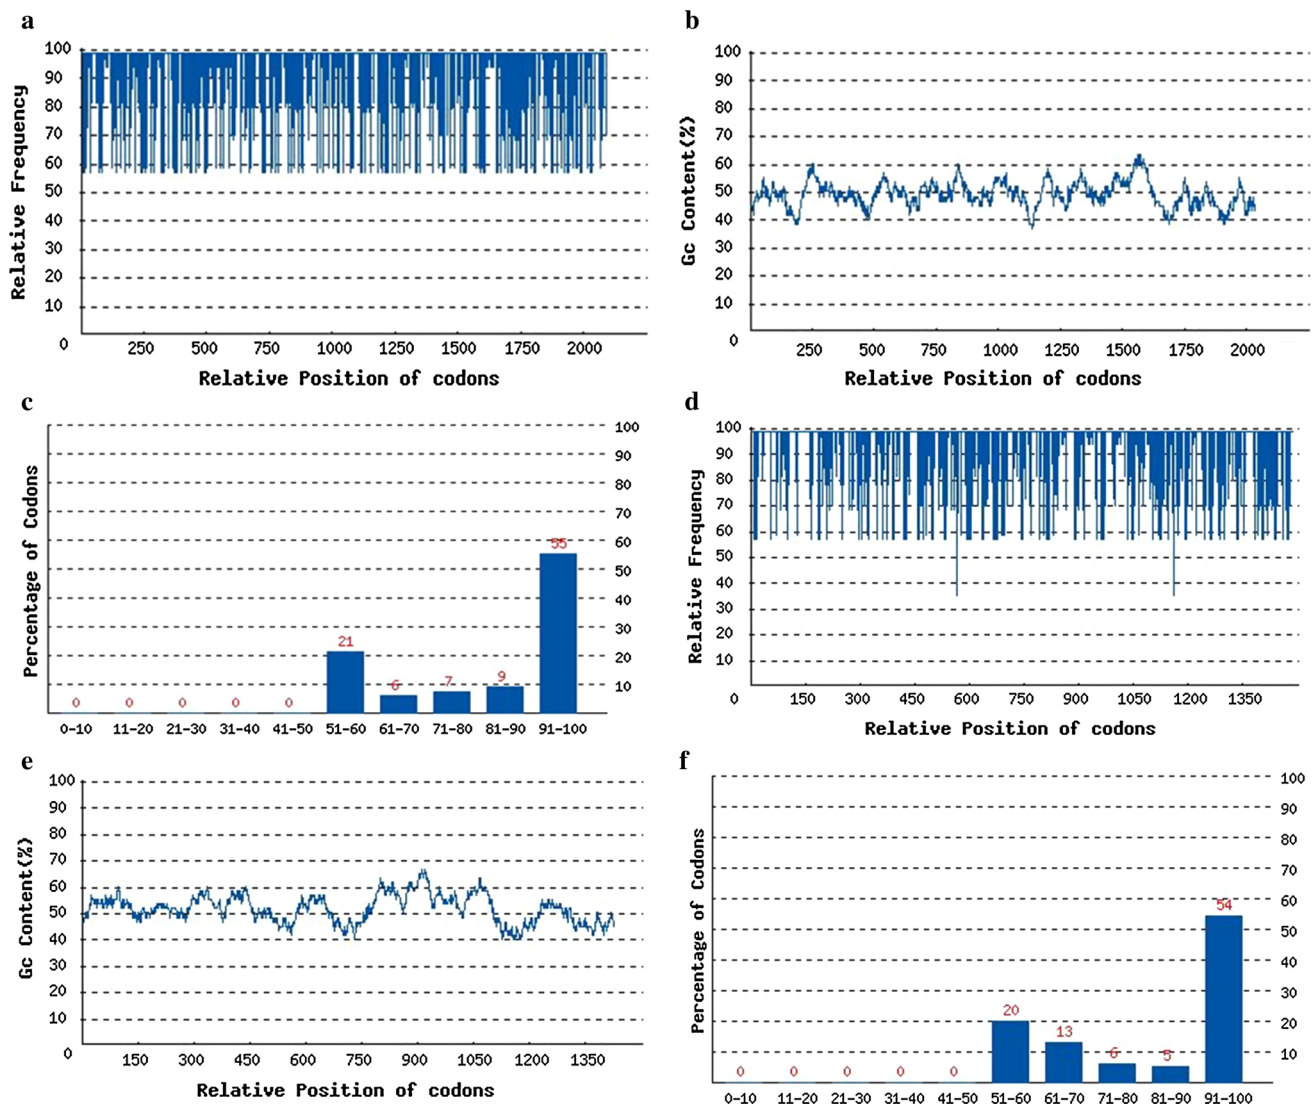 a
Relative Frequency
100
90
80
70
60
50
40
30
20
10
0
250 500 750 1000 1250 1500 1750 2000
Relative Position of codons
b
Gc Content(%)
100
90
80
70
60
50
40
30
20
10
0
250 500 750 1000 1250 1500 1750 2000
Relative Position of codons
c
Percentage of Codons
100
90
80
70
60
50
40
30
20
10
0 0 0 0 0 21 6 7 9 55
0-10 11-20 21-30 31-40 41-50 51-60 61-70 71-80 81-90 91-100
d
Relative Frequency
100
90
80
70
60
50
40
30
20
10
0
150 300 450 600 750 900 1050 1200 1350
Relative Position of codons
e
Gc Content(%)
100
90
80
70
60
50
40
30
20
10
0
150 300 450 600 750 900 1050 1200 1350
Relative Position of codons
f
Percentage of Codons
100
90
80
70
60
50
40
30
20
10
0 0 0 0 0 20 13 6 5 54
0-10 11-20 21-30 31-40 41-50 51-60 61-70 71-80 81-90 91-100